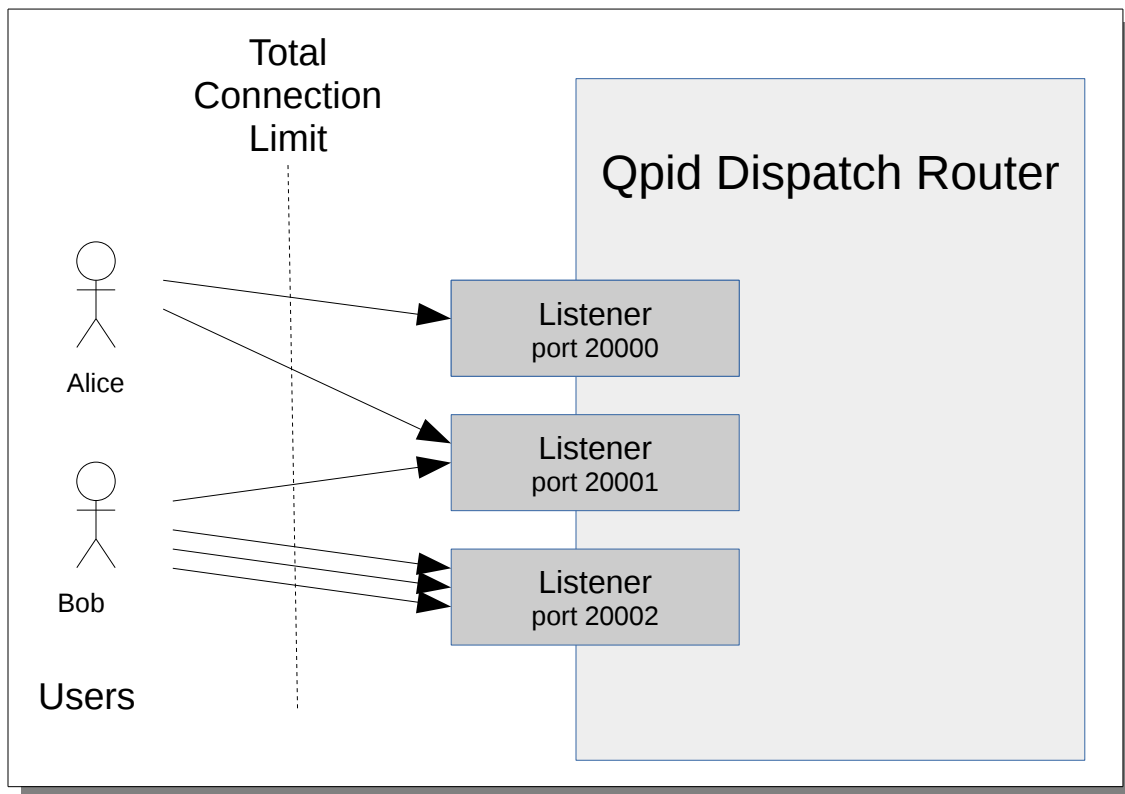 Total
Connection
Limit
Qpid Dispatch Router
Listener
port 20000
Alice
Listener
port 20001
Listener
port 20002
Bob
Users